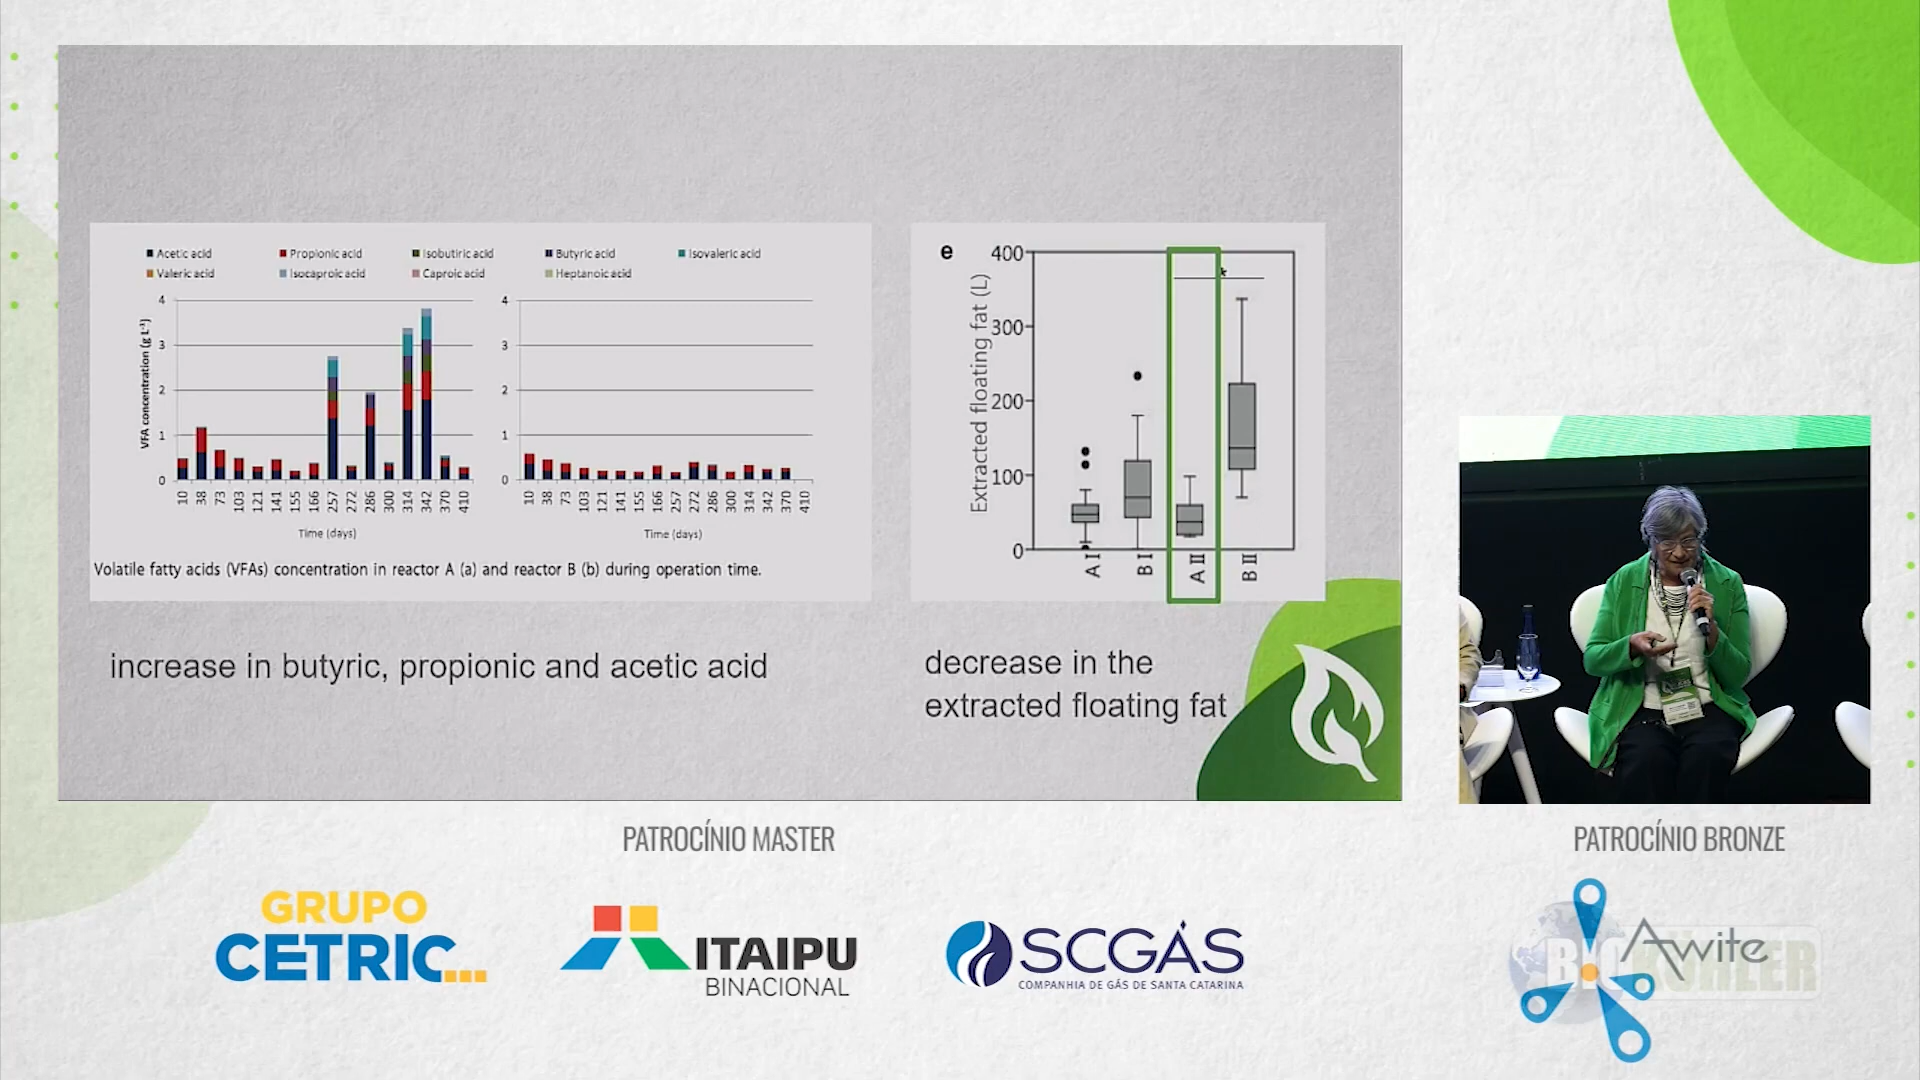 Acetic acid Propionic acid Isobutiric acid Butyric acid Isovaleric acid
Valeric acid Isocaproic acid Caproic acid Heptanoic acid
VFA concentration (g L-¹)
4
3
2
1
0
10 38 73 103 121 141 155 166 257 272 286 300 314 342 370 410
Time (days)
4
3
2
1
0
10 38 73 103 121 141 155 166 257 272 286 300 314 342 370 410
Time (days)
Volatile fatty acids (VFAs) concentration in reactor A (a) and reactor B (b) during operation time.
increase in butyric, propionic and acetic acid
e
Extracted floating fat (L)
400
300
200
100
0
*
A I B I A II B II
decrease in the
extracted floating fat
PATROCÍNIO MASTER
GRUPO
CETRIC...
ITAIPU
BINACIONAL
SCGÁS
COMPANHIA DE GÁS DE SANTA CATARINA
PATROCÍNIO BRONZE
Awite